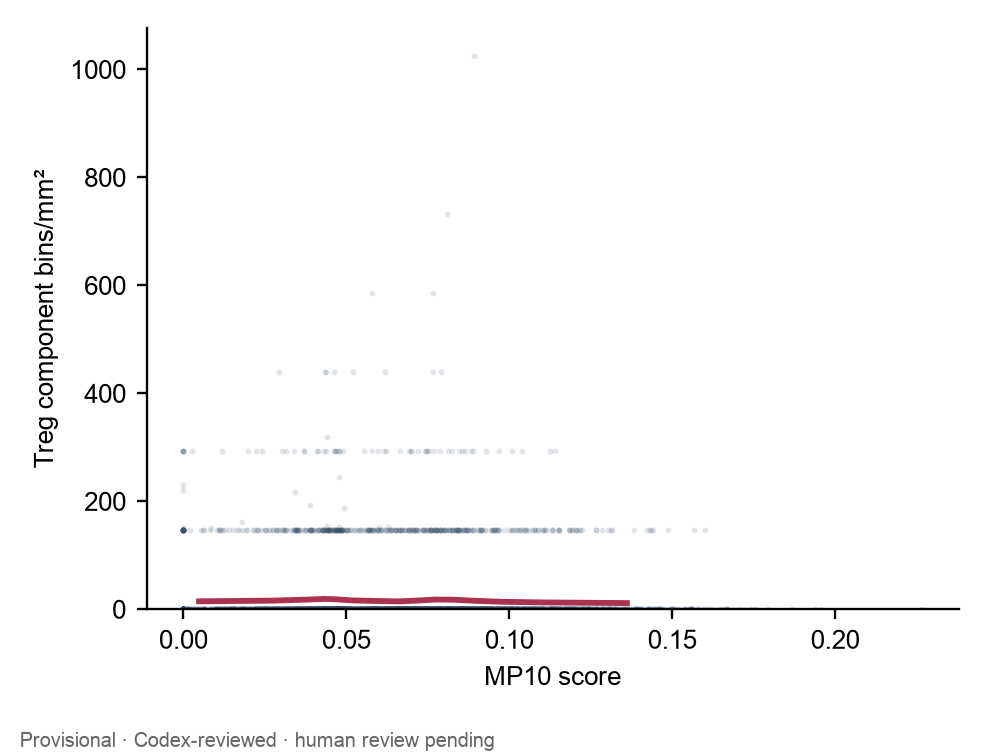 1000
800
600
400
200
0
Treg component bins/mm²
0.00 0.05 0.10 0.15 0.20
MP10 score
Provisional · Codex-reviewed · human review pending